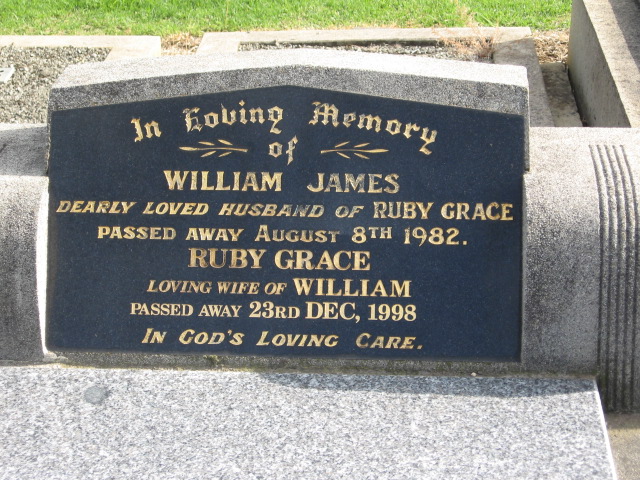 In Loving Memory
of
WILLIAM JAMES
DEARLY LOVED HUSBAND OF RUBY GRACE
PASSED AWAY AUGUST 8TH 1982.
RUBY GRACE
LOVING WIFE OF WILLIAM
PASSED AWAY 23RD DEC, 1998
IN GOD'S LOVING CARE.